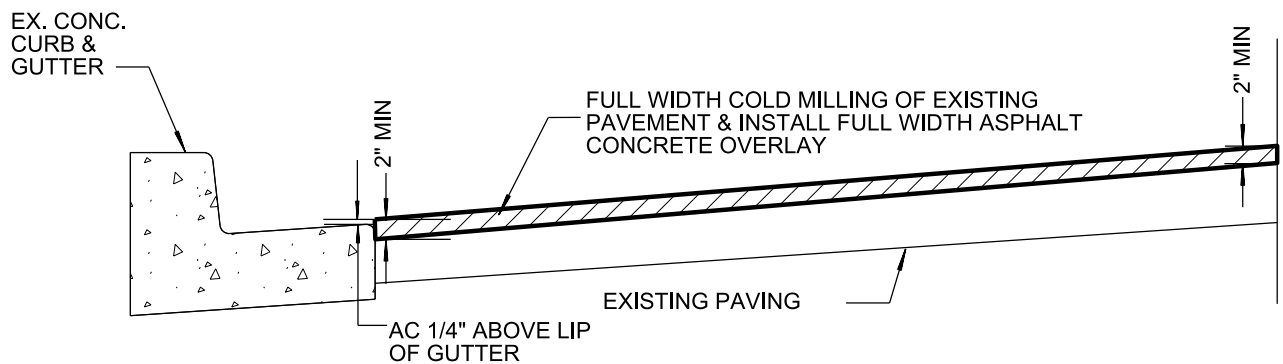 EX. CONC.
CURB &
GUTTER
2" MIN
FULL WIDTH COLD MILLING OF EXISTING
PAVEMENT & INSTALL FULL WIDTH ASPHALT
CONCRETE OVERLAY
2" MIN
EXISTING PAVING
AC 1/4" ABOVE LIP
OF GUTTER